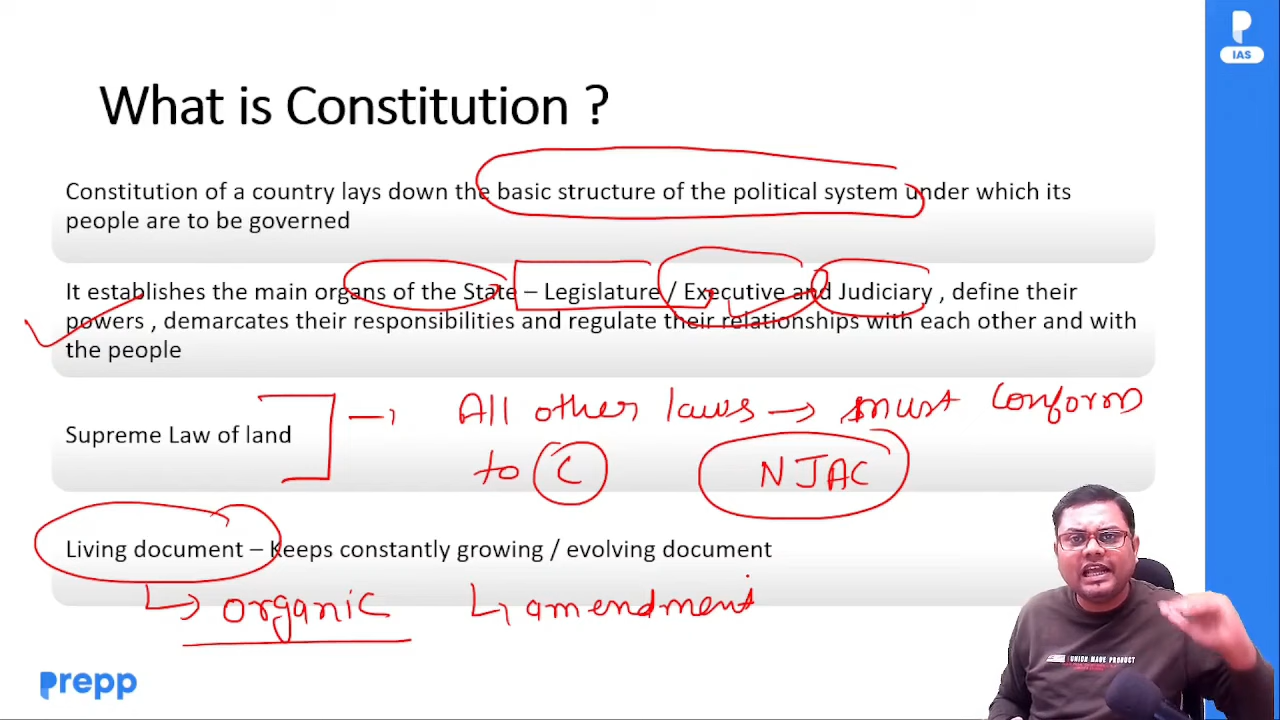 IAS
What is Constitution ?
Constitution of a country lays down the basic structure of the political system under which its
people are to be governed
It establishes the main organs of the State – Legislature / Executive and Judiciary , define their
powers , demarcates their responsibilities and regulate their relationships with each other and with
the people
All other laws → must conform
Supreme Law of land
to C NJAC
Living document – Keeps constantly growing / evolving document
organic amendment
UNICH MADE PRODUCT
prepp